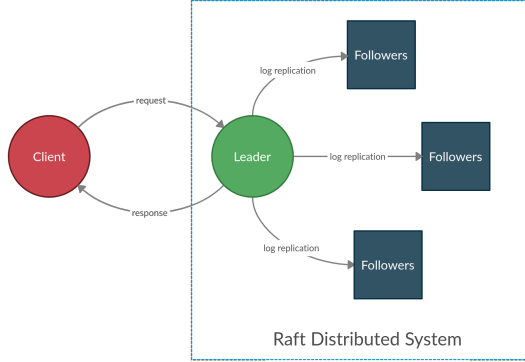 Followers
log replication
request
Client
Leader
log replication
Followers
response
log replication
Followers
Raft Distributed System